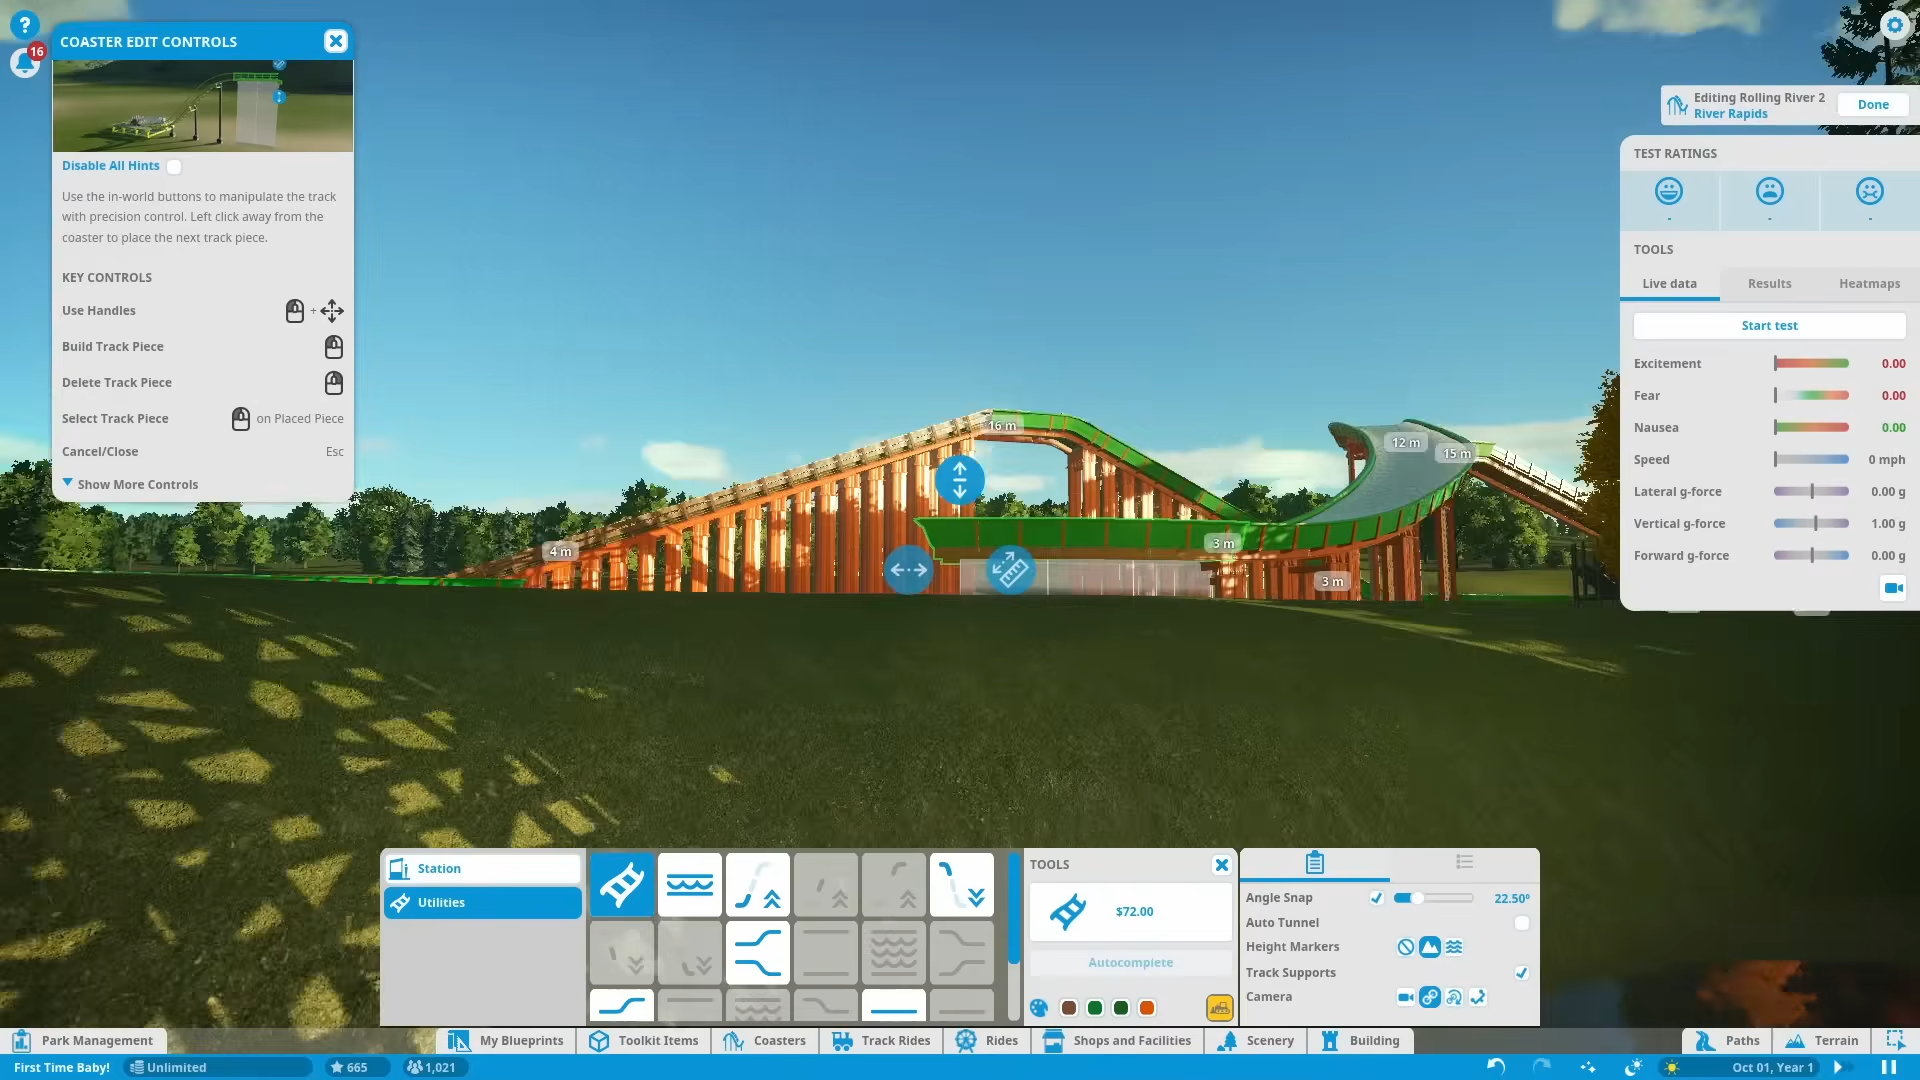 ?
16
COASTER EDIT CONTROLS
Disable All Hints
Use the in-world buttons to manipulate the track
with precision control. Left click away from the
coaster to place the next track piece.
KEY CONTROLS
Use Handles
+
Build Track Piece
Delete Track Piece
Select Track Piece
on Placed Piece
Cancel/Close
Esc
Show More Controls
Editing Rolling River 2
River Rapids
Done
TEST RATINGS
-
-
-
TOOLS
Live data
Results
Heatmaps
Start test
Excitement 0.00
Fear 0.00
Nausea 0.00
Speed 0 mph
Lateral g-force 0.00 g
Vertical g-force 1.00 g
Forward g-force 0.00 g
16 m
12 m
15 m
4 m
3 m
3 m
Station
Utilities
TOOLS
$72.00
Autocomplete
Angle Snap 22.50°
Auto Tunnel
Height Markers
Track Supports
Camera
Park Management
My Blueprints
Toolkit Items
Coasters
Track Rides
Rides
Shops and Facilities
Scenery
Building
Paths
Terrain
First Time Baby!
Unlimited
665
1,021
Oct 01, Year 1